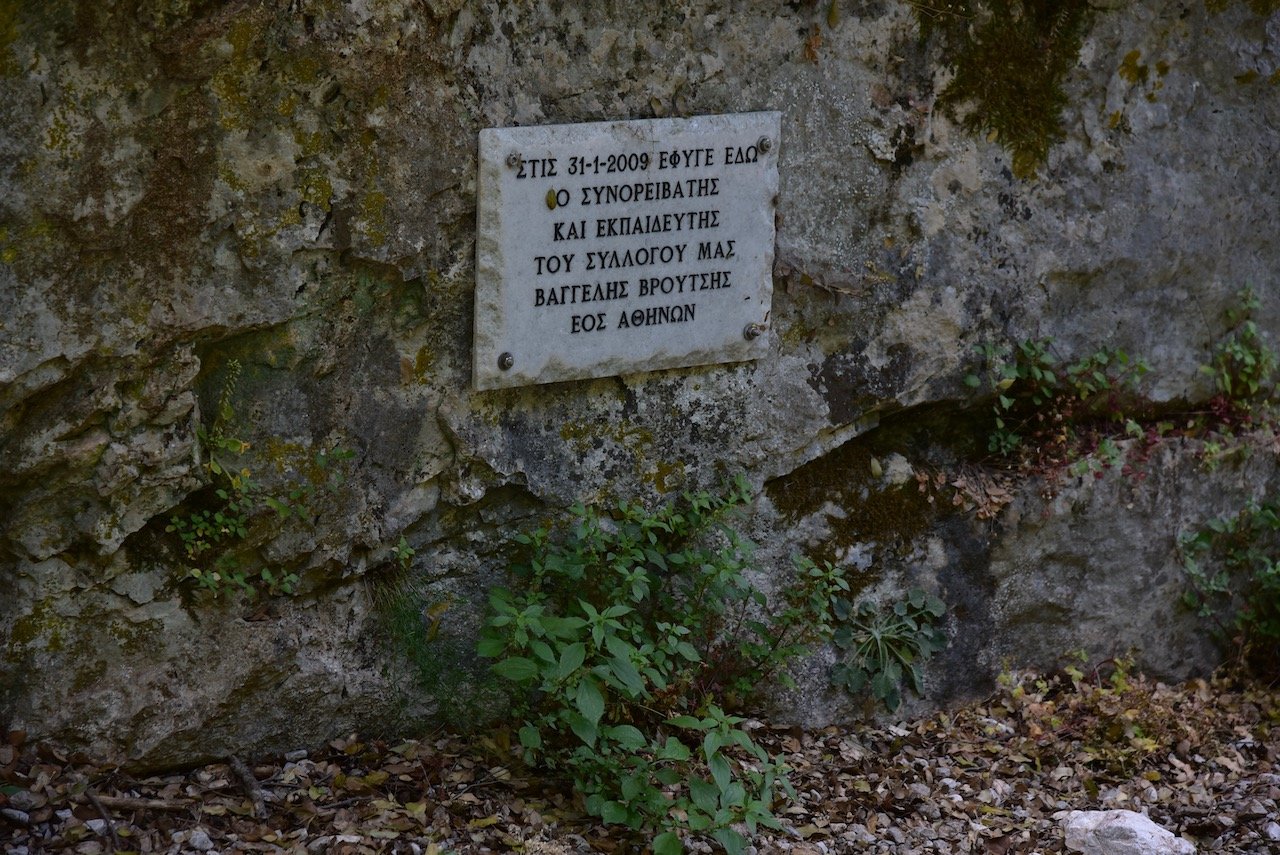 ΣΤΙΣ 31-1-2009 ΕΦΥΓΕ ΕΔΩ
Ο ΣΥΝΟΡΕΙΒΑΤΗΣ
ΚΑΙ ΕΚΠΑΙΔΕΥΤΗΣ
ΤΟΥ ΣΥΛΛΟΓΟΥ ΜΑΣ
ΒΑΓΓΕΛΗΣ ΒΡΟΥΤΣΗΣ
ΕΟΣ ΑΘΗΝΩΝ